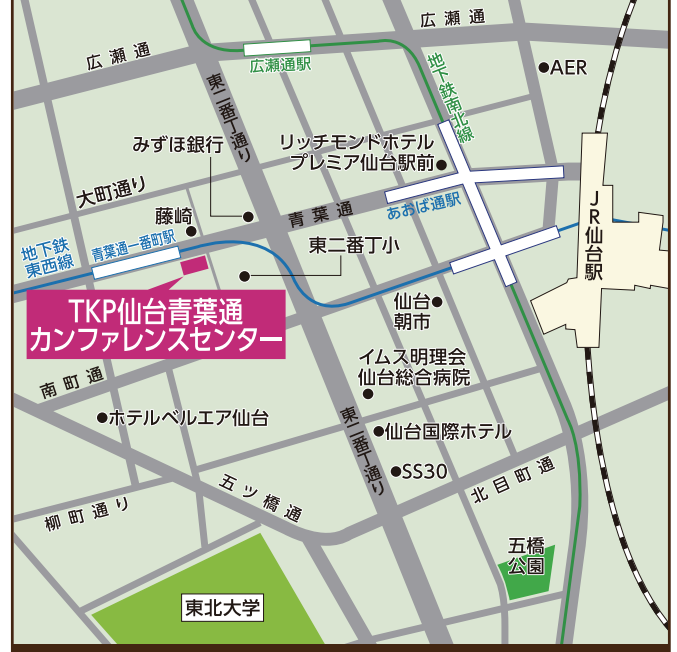 広瀬通
広瀬通
広瀬通駅
AER
東二番丁通り
地下鉄南北線
みずほ銀行
リッチモンドホテル
プレミア仙台駅前
大町通り
藤崎
青葉通
あおば通駅
JR仙台駅
地下鉄
東西線
青葉通一番町駅
東二番丁小
TKP仙台青葉通
カンファレンスセンター
仙台
朝市
イムス明理会
仙台総合病院
南町通
ホテルベルエア仙台
東二番丁通り
仙台国際ホテル
SS30
北目町通
五ツ橋通
柳町通り
五橋
公園
東北大学